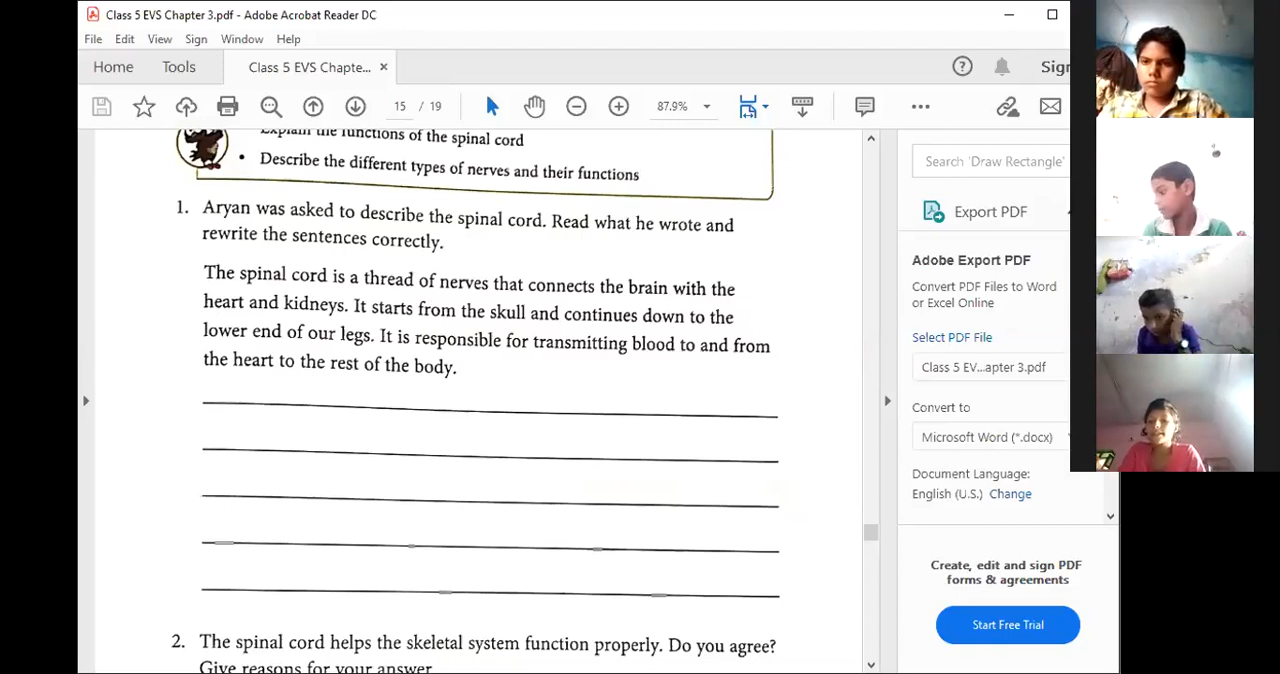 Class 5 EVS Chapter 3.pdf - Adobe Acrobat Reader DC
File Edit View Sign Window Help
Home Tools Class 5 EVS Chapte... ×
Sign
15 / 19 87.9%
Explain the functions of the spinal cord
• Describe the different types of nerves and their functions
1. Aryan was asked to describe the spinal cord. Read what he wrote and
rewrite the sentences correctly.
The spinal cord is a thread of nerves that connects the brain with the
heart and kidneys. It starts from the skull and continues down to the
lower end of our legs. It is responsible for transmitting blood to and from
the heart to the rest of the body.
2. The spinal cord helps the skeletal system function properly. Do you agree?
Give reasons for your answer
Search 'Draw Rectangle'
Export PDF
Adobe Export PDF
Convert PDF Files to Word
or Excel Online
Select PDF File
Class 5 EV...apter 3.pdf
Convert to
Microsoft Word (*.docx)
Document Language:
English (U.S.) Change
Create, edit and sign PDF
forms & agreements
Start Free Trial